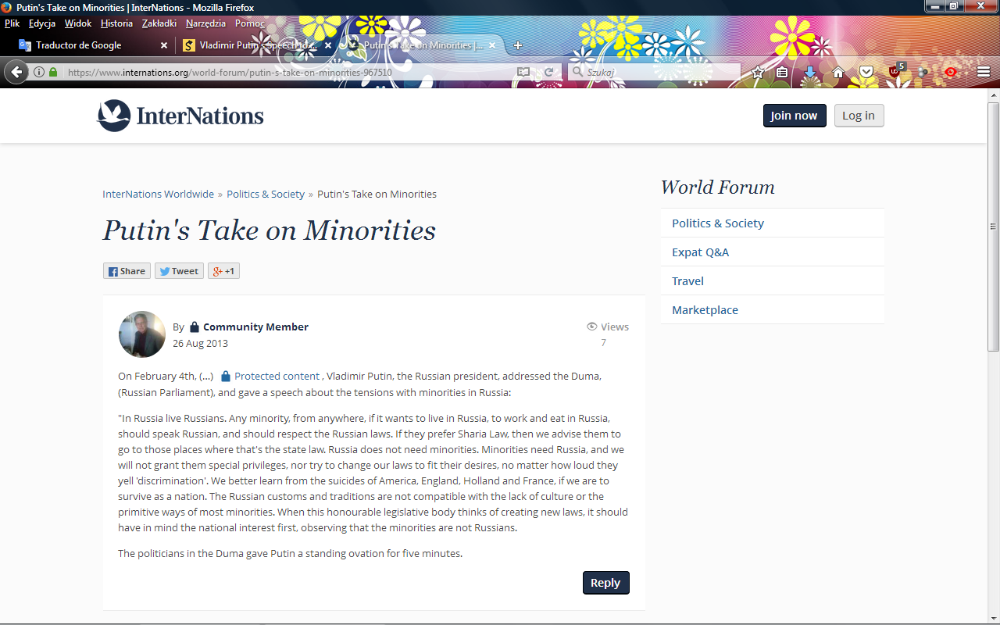 Putin's Take on Minorities | InterNations - Mozilla Firefox
Plik Edycja Widok Historia Zakładki Narzędzia Pomoc
Traductor de Google
Vladimir Putin's Speech to...
Putin's Take on Minorities |...
https://www.internations.org/world-forum/putin-s-take-on-minorities-967510
Szukaj
5
InterNations
Join now
Log in
InterNations Worldwide » Politics & Society » Putin's Take on Minorities
Putin's Take on Minorities
Share
Tweet
+1
By Community Member
26 Aug 2013
Views
7
On February 4th, (...) Protected content , Vladimir Putin, the Russian president, addressed the Duma,
(Russian Parliament), and gave a speech about the tensions with minorities in Russia:
"In Russia live Russians. Any minority, from anywhere, if it wants to live in Russia, to work and eat in Russia,
should speak Russian, and should respect the Russian laws. If they prefer Sharia Law, then we advise them to
go to those places where that's the state law. Russia does not need minorities. Minorities need Russia, and we
will not grant them special privileges, nor try to change our laws to fit their desires, no matter how loud they
yell 'discrimination'. We better learn from the suicides of America, England, Holland and France, if we are to
survive as a nation. The Russian customs and traditions are not compatible with the lack of culture or the
primitive ways of most minorities. When this honourable legislative body thinks of creating new laws, it should
have in mind the national interest first, observing that the minorities are not Russians.
The politicians in the Duma gave Putin a standing ovation for five minutes.
Reply
World Forum
Politics & Society
Expat Q&A
Travel
Marketplace